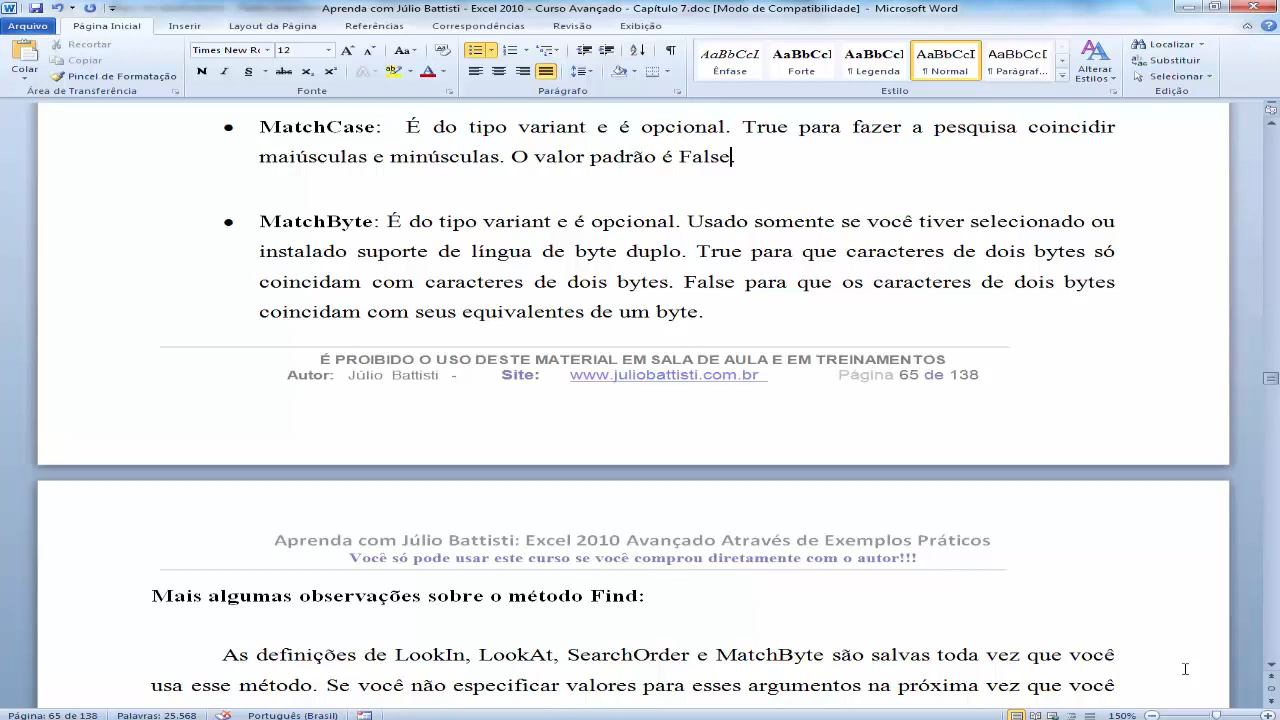 Aprenda com Júlio Battisti - Excel 2010 - Curso Avançado - Capítulo 7.doc [Modo de Compatibilidade] - Microsoft Word
Arquivo Página Inicial Inserir Layout da Página Referências Correspondências Revisão Exibição
Colar
Recortar
Copiar
Pincel de Formatação
Área de Transferência
Times New Ro 12
N I S abc x₂ x² A
Fonte
Parágrafo
AaBbCcI AaBbCcI AaBbCcI AaBbCcI AaBbCcI
Ênfase Forte ¶ Legenda ¶ Normal ¶ Parágraf...
Alterar
Estilos
Estilo
Localizar
Substituir
Selecionar
Edição
• MatchCase: É do tipo variant e é opcional. True para fazer a pesquisa coincidir
maiúsculas e minúsculas. O valor padrão é False.
• MatchByte: É do tipo variant e é opcional. Usado somente se você tiver selecionado ou
instalado suporte de língua de byte duplo. True para que caracteres de dois bytes só
coincidam com caracteres de dois bytes. False para que os caracteres de dois bytes
coincidam com seus equivalentes de um byte.
É PROIBIDO O USO DESTE MATERIAL EM SALA DE AULA E EM TREINAMENTOS
Autor: Júlio Battisti - Site: www.juliobattisti.com.br Página 65 de 138
Aprenda com Júlio Battisti: Excel 2010 Avançado Através de Exemplos Práticos
Você só pode usar este curso se você comprou diretamente com o autor!!!
Mais algumas observações sobre o método Find:
As definições de LookIn, LookAt, SearchOrder e MatchByte são salvas toda vez que você
usa esse método. Se você não especificar valores para esses argumentos na próxima vez que você
Página: 65 de 138 Palavras: 25.568 Português (Brasil) 150%